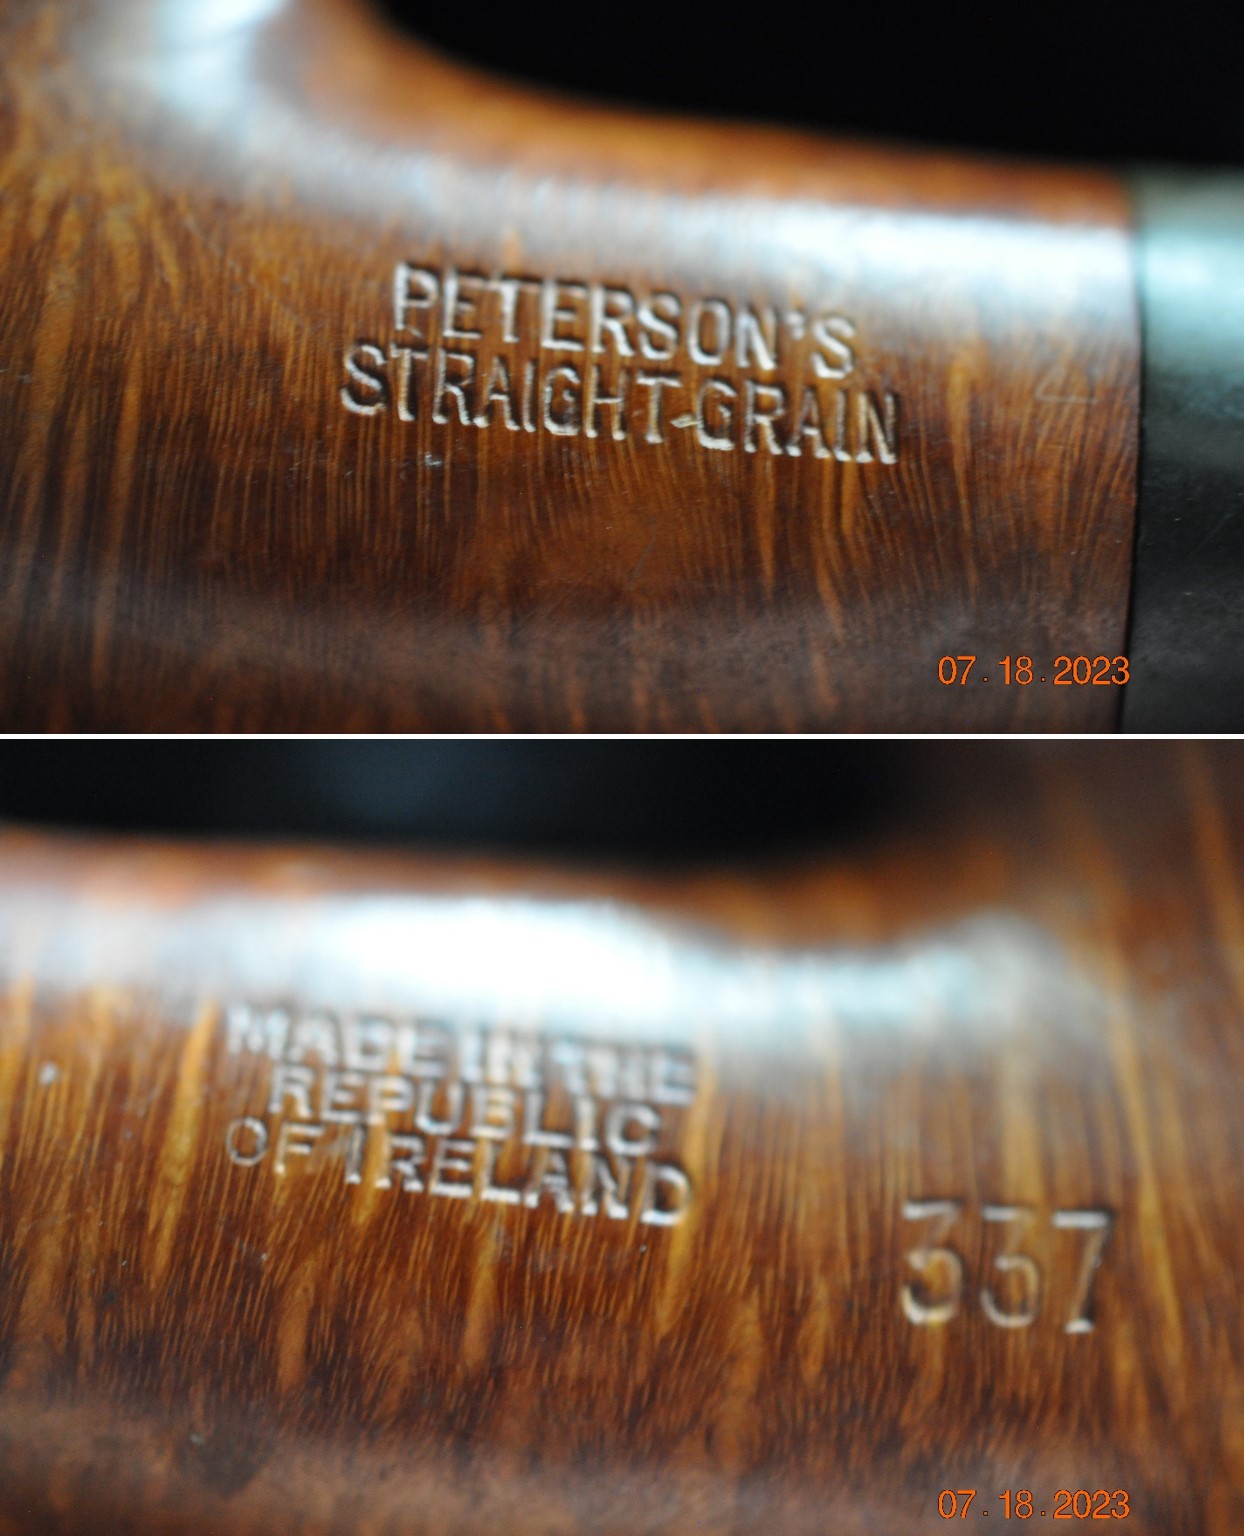 PETERSON'S
STRAIGHT-GRAIN
07.18.2023
MADE IN THE
REPUBLIC
OF IRELAND
337
07.18.2023